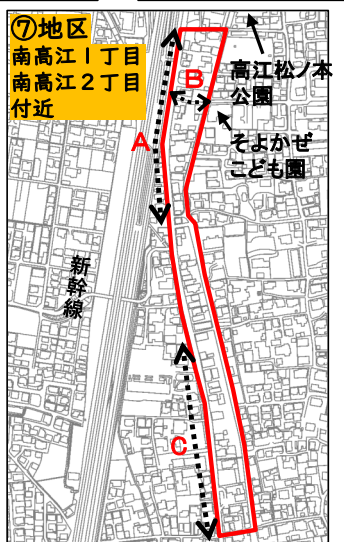 ⑦地区
南高江1丁目
南高江2丁目
付近
高江松ノ本
公園
B
A
そよかぜ
こども園
新幹線
C